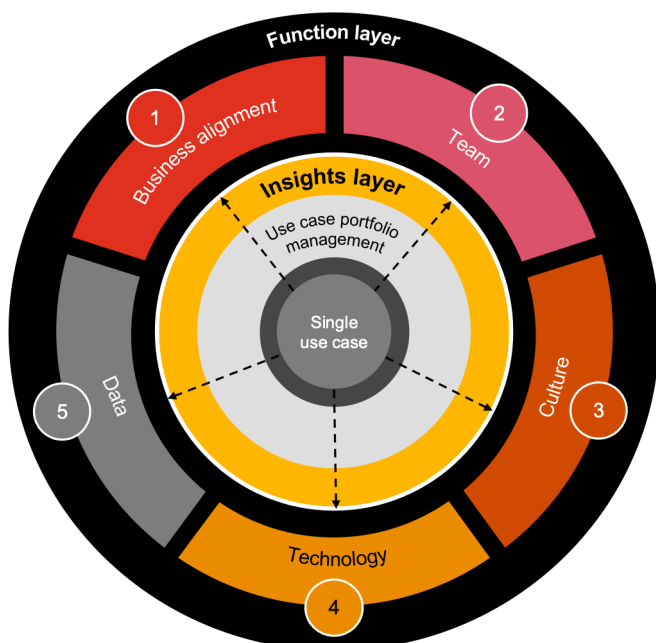 Function layer
1
Business alignment
2
Team
Insights layer
Use case portfolio
management
Single
use case
3
Culture
5
Data
Technology
4